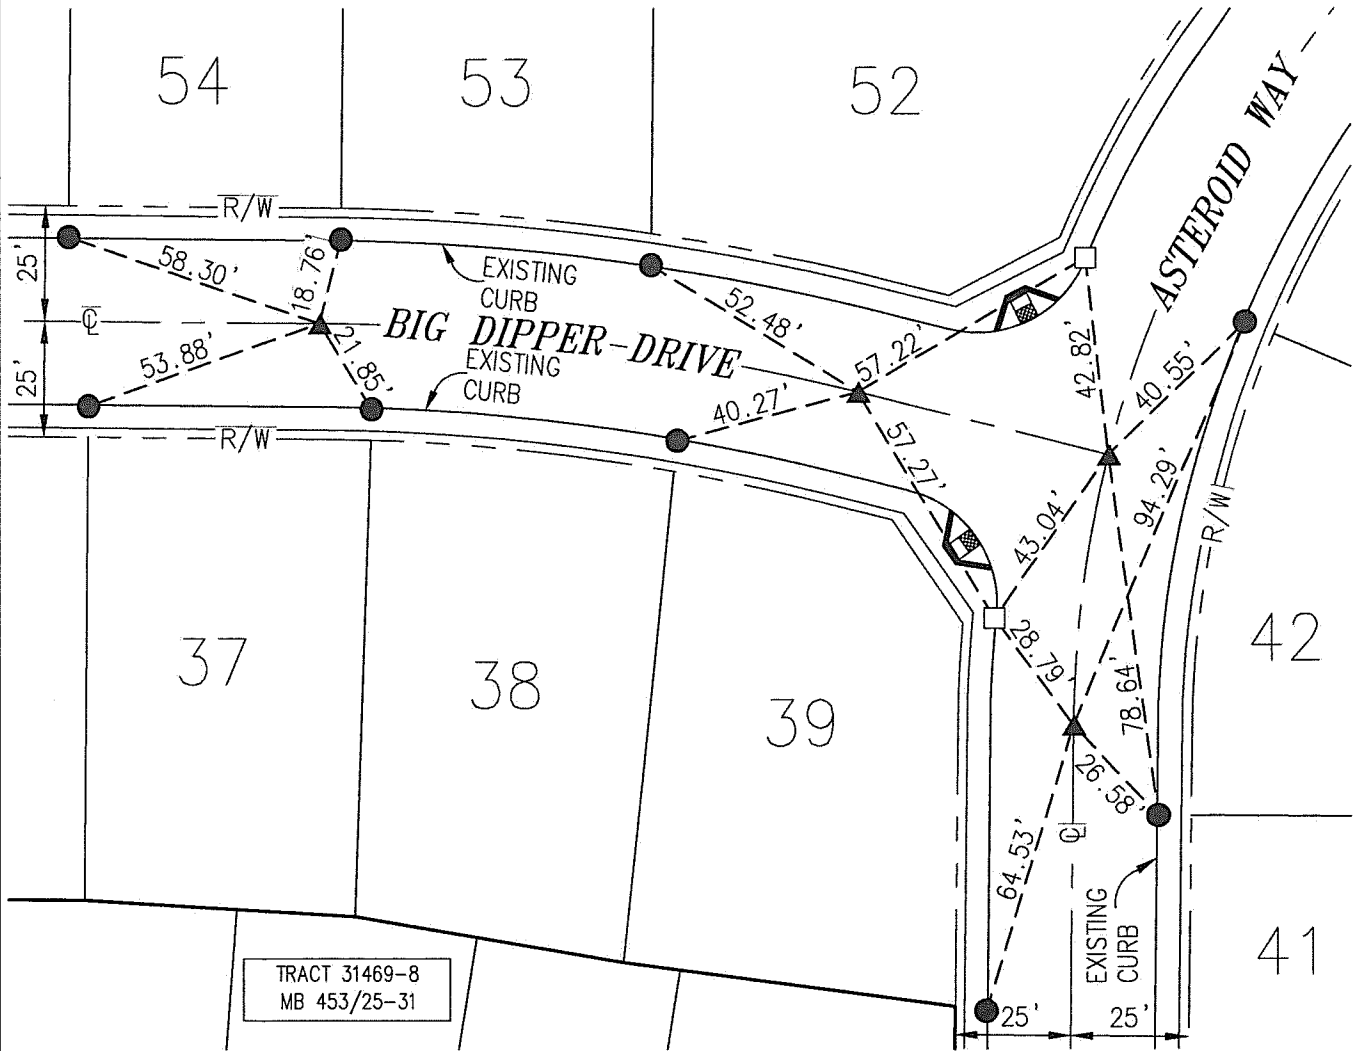 54
53
52
R/W
25'
58.30'
18.76'
EXISTING
CURB
52.48'
ASTEROID WAY
℄
BIG DIPPER DRIVE
57.22'
42.82'
40.55'
25'
53.88'
21.85'
EXISTING
CURB
40.27'
R/W
57.27'
43.04'
94.29'
R/W
37
38
39
28.79'
78.64'
42
26.58'
℄
64.53'
EXISTING
CURB
41
TRACT 31469-8
MB 453/25-31
25'
25'